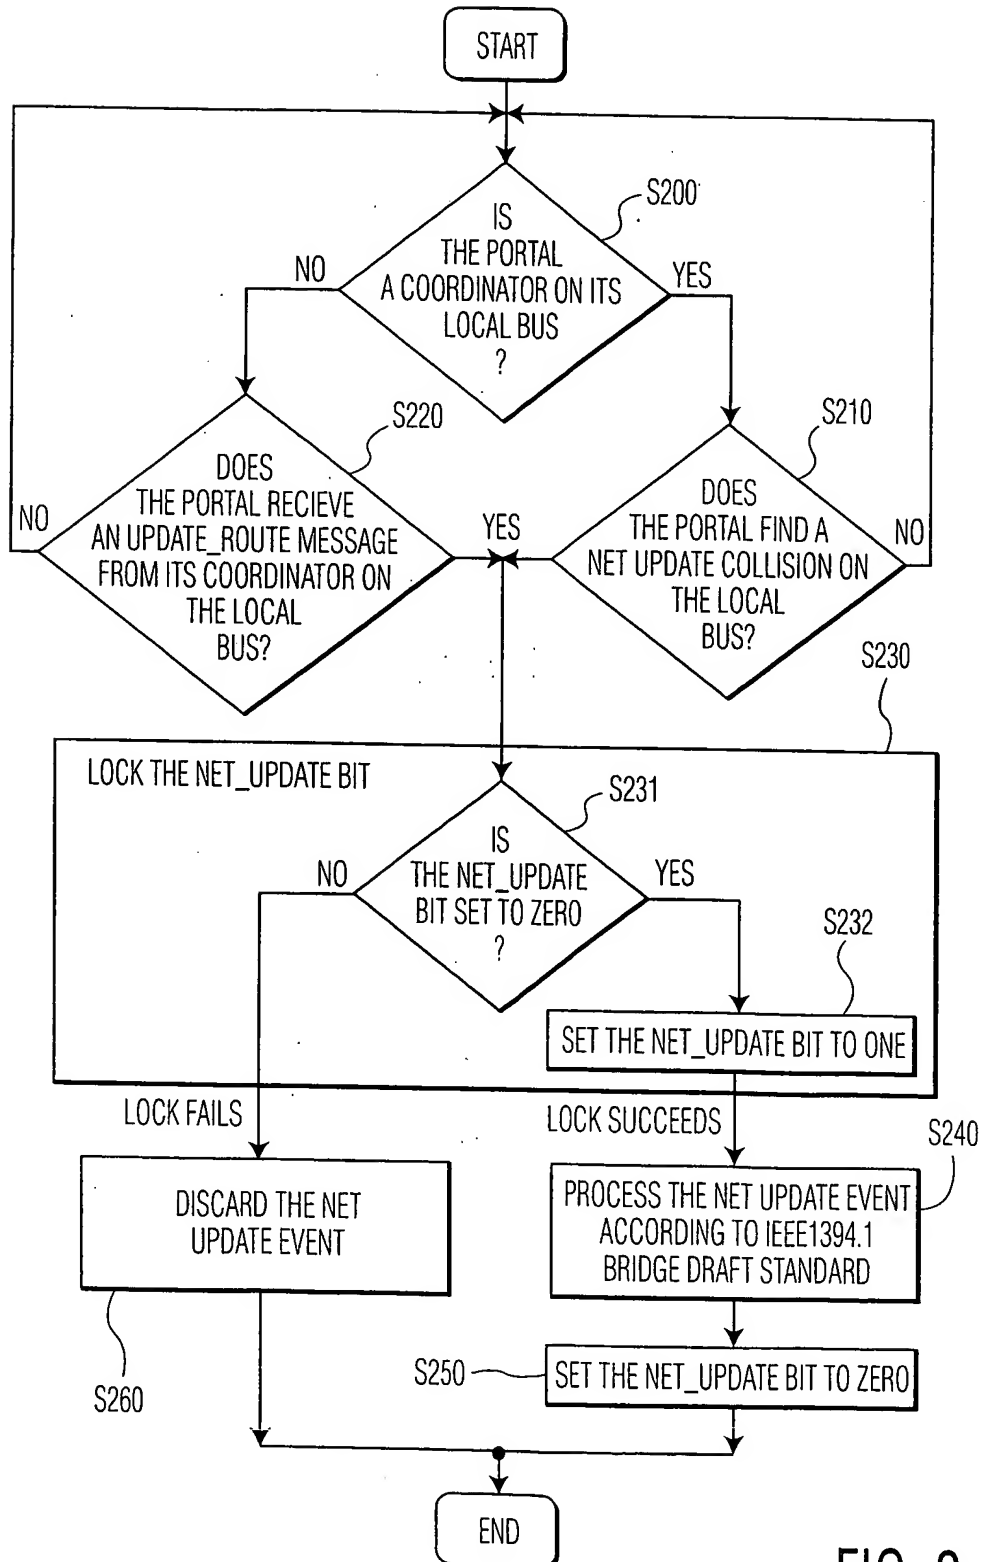 START
S200
IS
THE PORTAL
A COORDINATOR ON ITS
LOCAL BUS
?
NO
YES
S220
DOES
THE PORTAL RECIEVE
AN UPDATE_ROUTE MESSAGE
FROM ITS COORDINATOR ON
THE LOCAL
BUS?
NO
YES
S210
DOES
THE PORTAL FIND A
NET UPDATE COLLISION ON
THE LOCAL
BUS?
NO
S230
LOCK THE NET_UPDATE BIT
S231
IS
THE NET_UPDATE
BIT SET TO ZERO
?
NO
YES
S232
SET THE NET_UPDATE BIT TO ONE
LOCK FAILS
LOCK SUCCEEDS
S240
DISCARD THE NET
UPDATE EVENT
PROCESS THE NET UPDATE EVENT
ACCORDING TO IEEE1394.1
BRIDGE DRAFT STANDARD
S260
S250
SET THE NET_UPDATE BIT TO ZERO
END